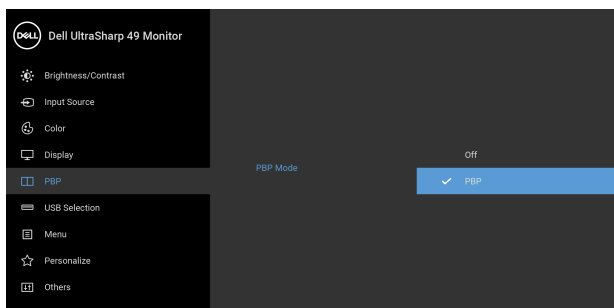 DELL
Dell UltraSharp 49 Monitor
Brightness/Contrast
Input Source
Color
Display
PBP
USB Selection
Menu
Personalize
Others
PBP Mode
Off
PBP